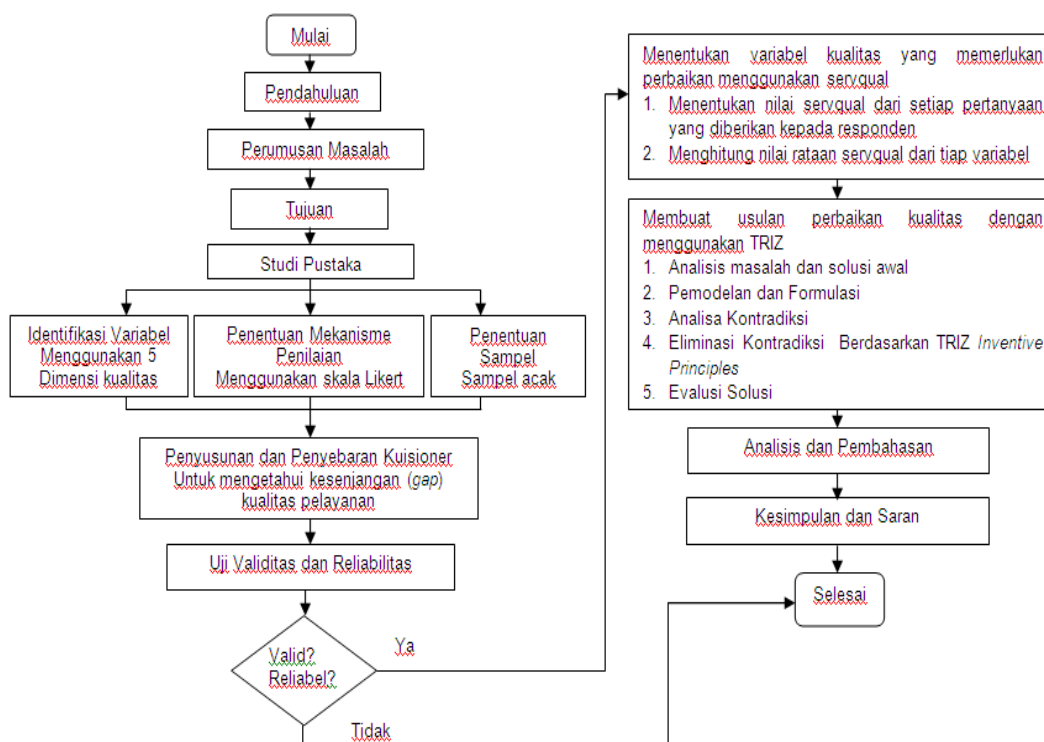 Mulai
Pendahuluan
Perumusan Masalah
Tujuan
Studi Pustaka
Identifikasi Variabel
Menggunakan 5
Dimensi kualitas
Penentuan Mekanisme
Penilaian
Menggunakan skala Likert
Penentuan
Sampel
Sampel acak
Penyusunan dan Penyebaran Kuisioner
Untuk mengetahui kesenjangan (gap)
kualitas pelayanan
Uji Validitas dan Reliabilitas
Valid?
Reliabel?
Ya
Tidak
Menentukan variabel kualitas yang memerlukan
perbaikan menggunakan servqual
1. Menentukan nilai servqual dari setiap pertanyaan
yang diberikan kepada responden
2. Menghitung nilai rataan servqual dari tiap variabel
Membuat usulan perbaikan kualitas dengan
menggunakan TRIZ
1. Analisis masalah dan solusi awal
2. Pemodelan dan Formulasi
3. Analisa Kontradiksi
4. Eliminasi Kontradiksi Berdasarkan TRIZ Inventive
Principles
5. Evalusi Solusi
Analisis dan Pembahasan
Kesimpulan dan Saran
Selesai